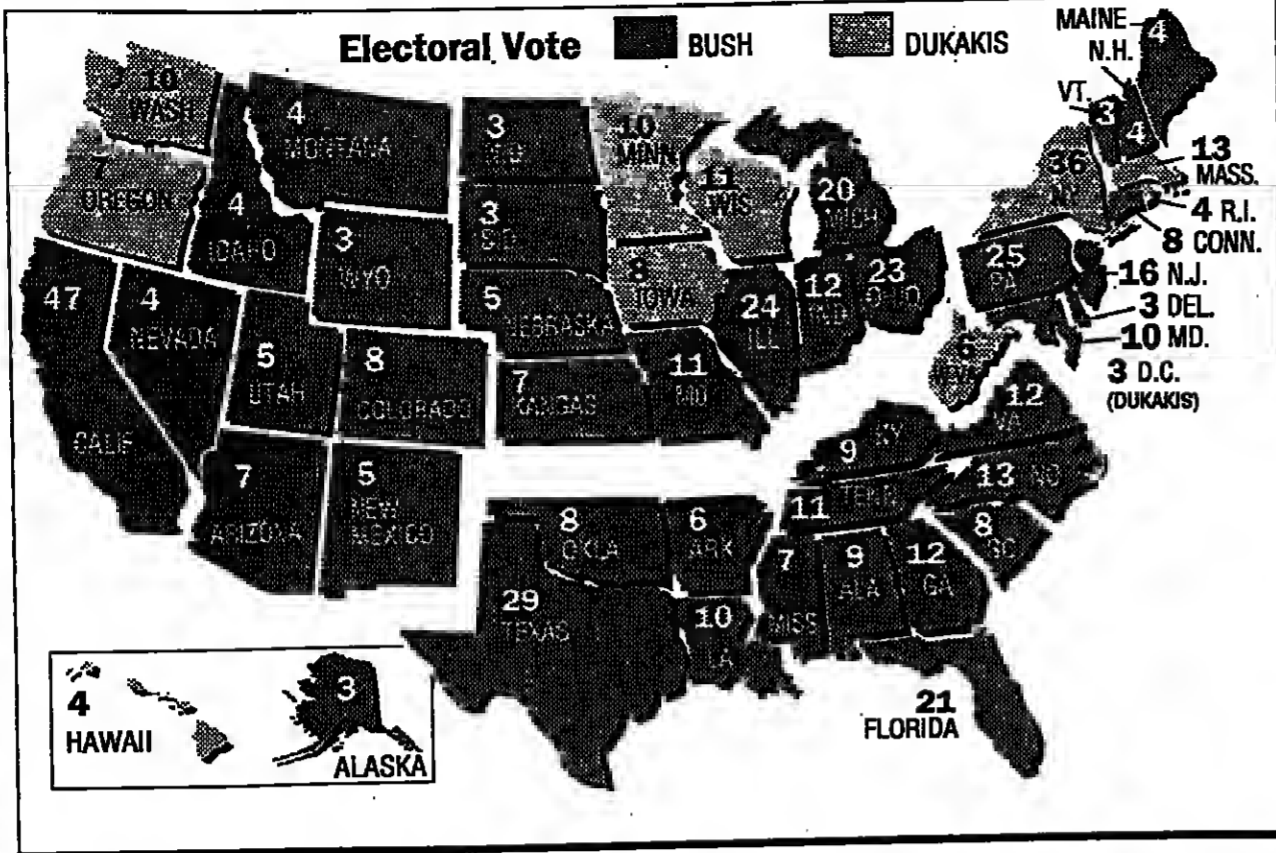 Electoral Vote BUSH DUKAKIS
MAINE
4
N.H.
VT.
3
4
10
WASH
4
MONTANA
3
N.D.
10
MINN
11
WIS
20
MICH
36
NY
13
MASS.
4 R.I.
8 CONN.
7
OREGON
4
IDAHO
3
WYO
3
S.D.
8
IOWA
24
ILL
12
IND
23
OHIO
25
PA
16 N.J.
3 DEL.
10 MD.
3 D.C.
(DUKAKIS)
47
CALIF
4
NEVADA
5
UTAH
8
COLORADO
5
NEBRASKA
7
KANSAS
11
MO
6
12
VA
9
KY
7
ARIZONA
5
NEW
MEXICO
8
OKLA
6
ARK
11
TENN
13 NC
8
SC
29
TEXAS
10
LA
7
MISS
9
ALA
12
GA
21
FLORIDA
4
HAWAII
3
ALASKA